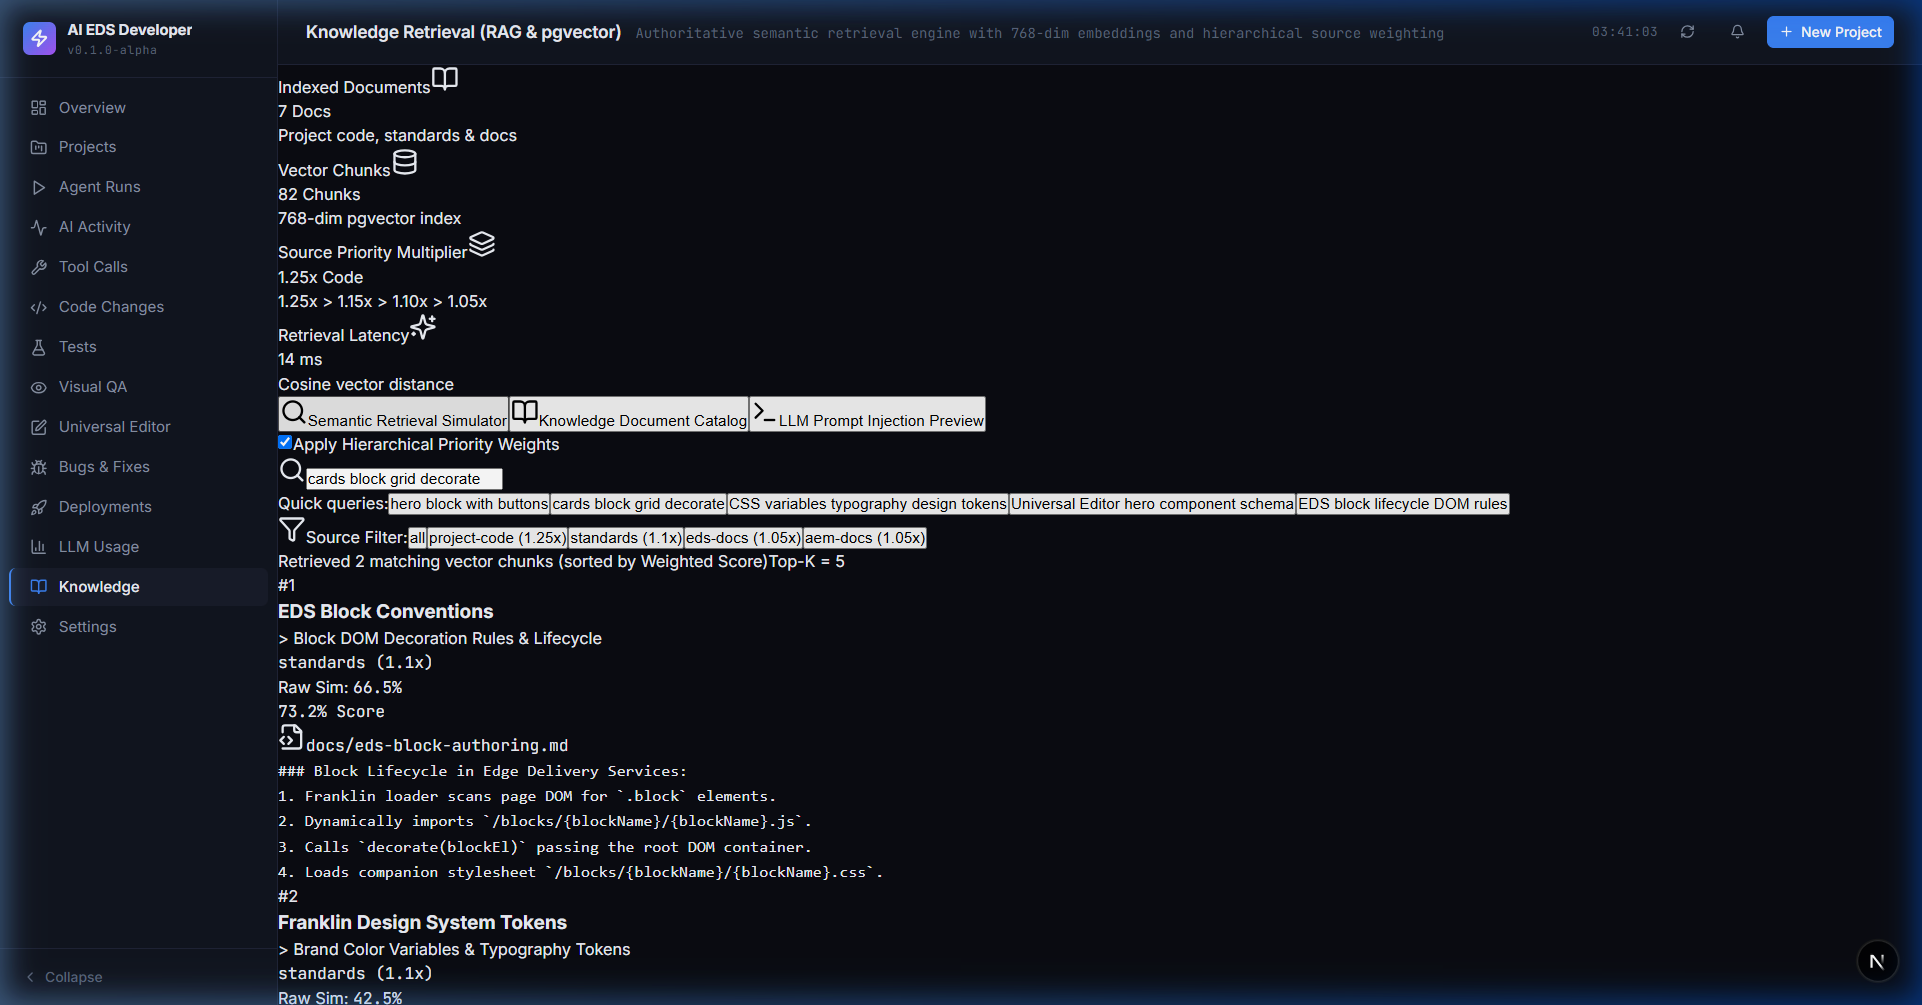 AI EDS Developer
v0.1.0-alpha
Overview
Projects
Agent Runs
AI Activity
Tool Calls
Code Changes
Tests
Visual QA
Universal Editor
Bugs & Fixes
Deployments
LLM Usage
Knowledge
Settings
Collapse
Knowledge Retrieval (RAG & pgvector) Authoritative semantic retrieval engine with 768-dim embeddings and hierarchical source weighting
03:41:03
New Project
Indexed Documents
7 Docs
Project code, standards & docs
Vector Chunks
82 Chunks
768-dim pgvector index
Source Priority Multiplier
1.25x Code
1.25x > 1.15x > 1.10x > 1.05x
Retrieval Latency
14 ms
Cosine vector distance
Semantic Retrieval Simulator Knowledge Document Catalog LLM Prompt Injection Preview
Apply Hierarchical Priority Weights
cards block grid decorate
Quick queries: hero block with buttons cards block grid decorate CSS variables typography design tokens Universal Editor hero component schema EDS block lifecycle DOM rules
Source Filter: all project-code (1.25x) standards (1.1x) eds-docs (1.05x) aem-docs (1.05x)
Retrieved 2 matching vector chunks (sorted by Weighted Score)Top-K = 5
#1
EDS Block Conventions
> Block DOM Decoration Rules & Lifecycle
standards (1.1x)
Raw Sim: 66.5%
73.2% Score
docs/eds-block-authoring.md
### Block Lifecycle in Edge Delivery Services:
1. Franklin loader scans page DOM for `.block` elements.
2. Dynamically imports `/blocks/{blockName}/{blockName}.js`.
3. Calls `decorate(blockEl)` passing the root DOM container.
4. Loads companion stylesheet `/blocks/{blockName}/{blockName}.css`.
#2
Franklin Design System Tokens
> Brand Color Variables & Typography Tokens
standards (1.1x)
Raw Sim: 42.5%
N